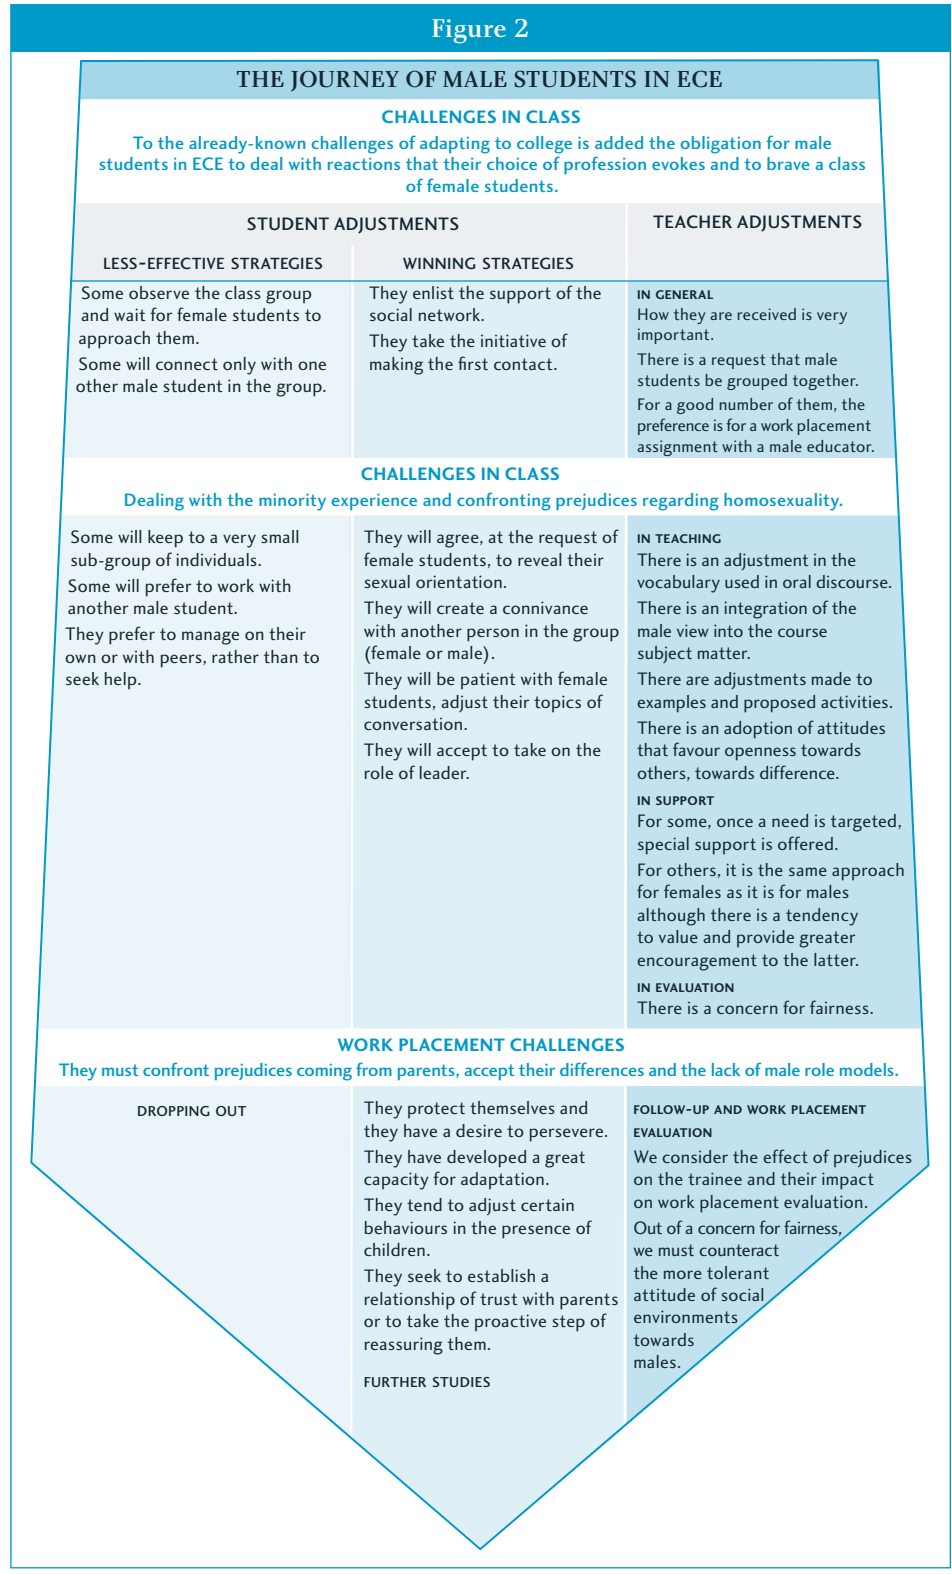 Figure 2
THE JOURNEY OF MALE STUDENTS IN ECE
CHALLENGES IN CLASS
To the already-known challenges of adapting to college is added the obligation for male
students in ECE to deal with reactions that their choice of profession evokes and to brave a class
of female students.
STUDENT ADJUSTMENTS
TEACHER ADJUSTMENTS
LESS-EFFECTIVE STRATEGIES
WINNING STRATEGIES
Some observe the class group
and wait for female students to
approach them.
Some will connect only with one
other male student in the group.
They enlist the support of the
social network.
They take the initiative of
making the first contact.
IN GENERAL
How they are received is very
important.
There is a request that male
students be grouped together.
For a good number of them, the
preference is for a work placement
assignment with a male educator.
CHALLENGES IN CLASS
Dealing with the minority experience and confronting prejudices regarding homosexuality.
Some will keep to a very small
sub-group of individuals.
Some will prefer to work with
another male student.
They prefer to manage on their
own or with peers, rather than to
seek help.
They will agree, at the request of
female students, to reveal their
sexual orientation.
They will create a connivance
with another person in the group
(female or male).
They will be patient with female
students, adjust their topics of
conversation.
They will accept to take on the
role of leader.
IN TEACHING
There is an adjustment in the
vocabulary used in oral discourse.
There is an integration of the
male view into the course
subject matter.
There are adjustments made to
examples and proposed activities.
There is an adoption of attitudes
that favour openness towards
others, towards difference.
IN SUPPORT
For some, once a need is targeted,
special support is offered.
For others, it is the same approach
for females as it is for males
although there is a tendency
to value and provide greater
encouragement to the latter.
IN EVALUATION
There is a concern for fairness.
WORK PLACEMENT CHALLENGES
They must confront prejudices coming from parents, accept their differences and the lack of male role models.
DROPPING OUT
They protect themselves and
they have a desire to persevere.
They have developed a great
capacity for adaptation.
They tend to adjust certain
behaviours in the presence of
children.
They seek to establish a
relationship of trust with parents
or to take the proactive step of
reassuring them.
FURTHER STUDIES
FOLLOW-UP AND WORK PLACEMENT
EVALUATION
We consider the effect of prejudices
on the trainee and their impact
on work placement evaluation.
Out of a concern for fairness,
we must counteract
the more tolerant
attitude of social
environments
towards
males.